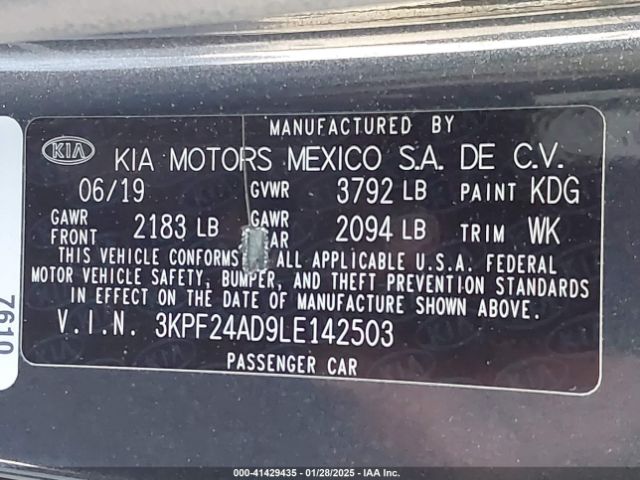 MANUFACTURED BY
KIA KIA MOTORS MEXICO S.A. DE C.V.
06/19 GVWR 3792 LB PAINT KDG
GAWR FRONT 2183 LB GAWR 2094 LB TRIM WK
THIS VEHICLE CONFORMS ALL APPLICABLE U.S.A. FEDERAL
MOTOR VEHICLE SAFETY, BUMPER, AND THEFT PREVENTION STANDARDS
IN EFFECT ON THE DATE OF MANUFACTURE SHOWN ABOVE.
V.I.N. 3KPF24AD9LE142503
PASSENGER CAR
7610
000-41429435 - 01/28/2025 - IAA Inc.